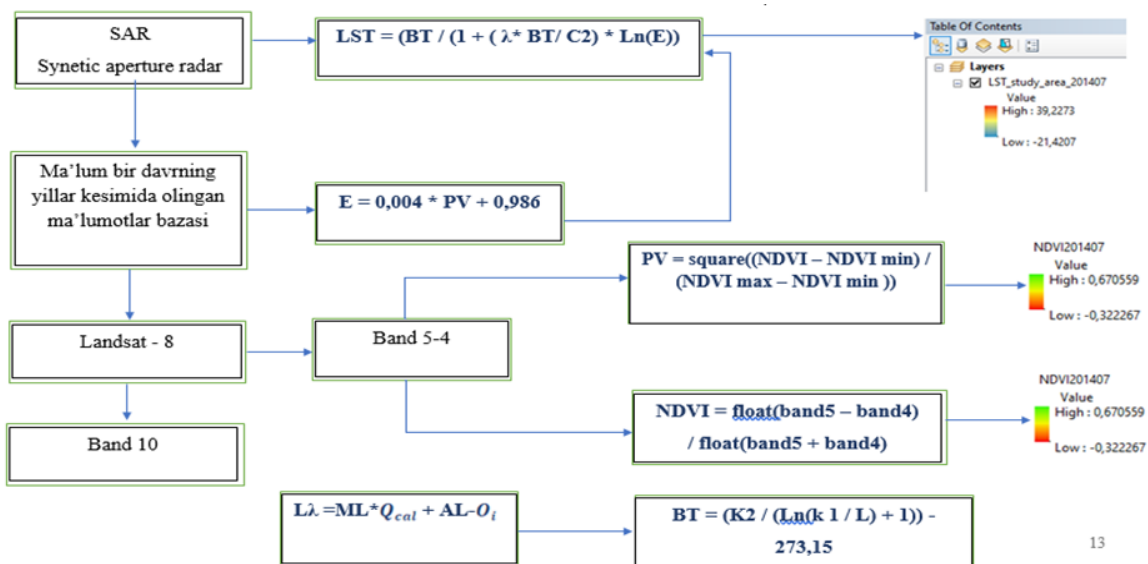 SAR
Synetic aperture radar
LST = (BT / (1 + ( λ* BT/ C2) * Ln(E))
Table Of Contents
Layers
LST_study_area_201407
Value
High : 39,2273
Low : -21,4207
Ma’lum bir davrning
yillar kesimida olingan
ma’lumotlar bazasi
E = 0,004 * PV + 0,986
PV = square((NDVI – NDVI min) /
(NDVI max – NDVI min ))
NDVI201407
Value
High : 0,670559
Low : -0,322267
Landsat - 8
Band 5-4
NDVI = float(band5 – band4)
/ float(band5 + band4)
NDVI201407
Value
High : 0,670559
Low : -0,322267
Band 10
Lλ =ML*Q_cal + AL-O_i
BT = (K2 / (Ln(k 1 / L) + 1)) -
273,15
13